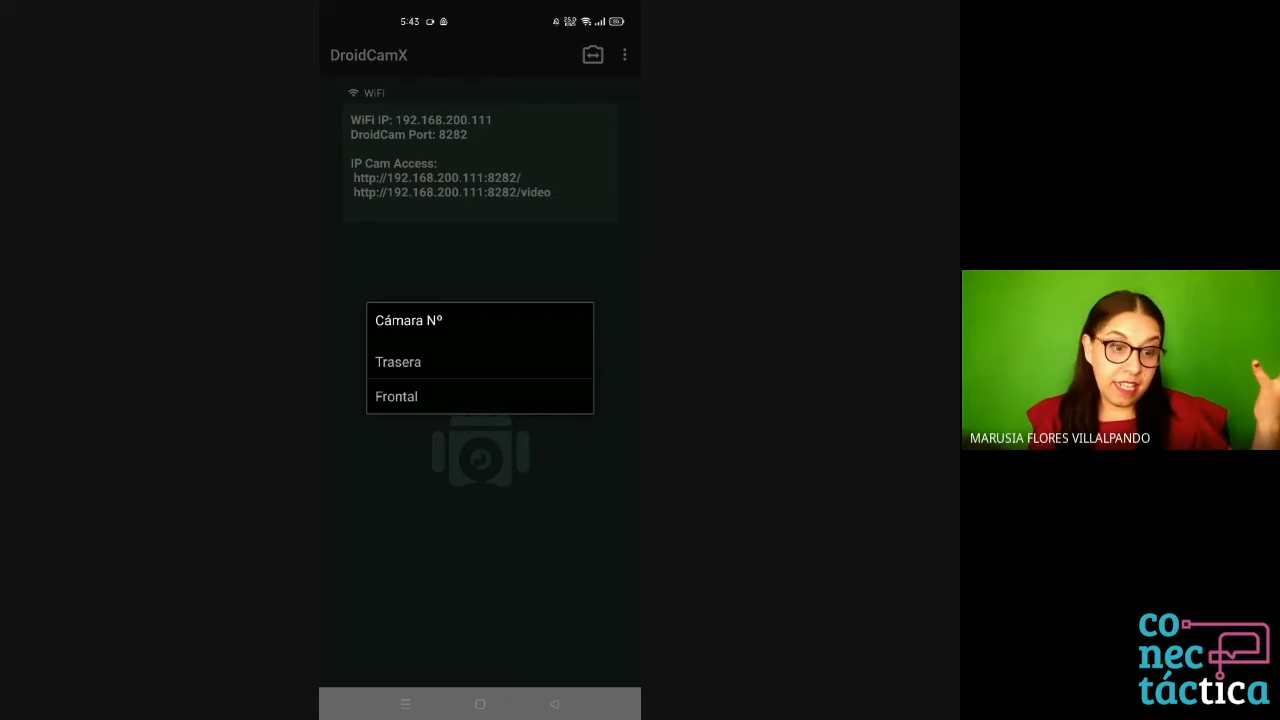 5:43
DroidCamX
WiFi
WiFi IP: 192.168.200.111
DroidCam Port: 8282
IP Cam Access:
http://192.168.200.111:8282/
http://192.168.200.111:8282/video
Cámara Nº
Trasera
Frontal
MARUSIA FLORES VILLALPANDO
co
nec
táctica